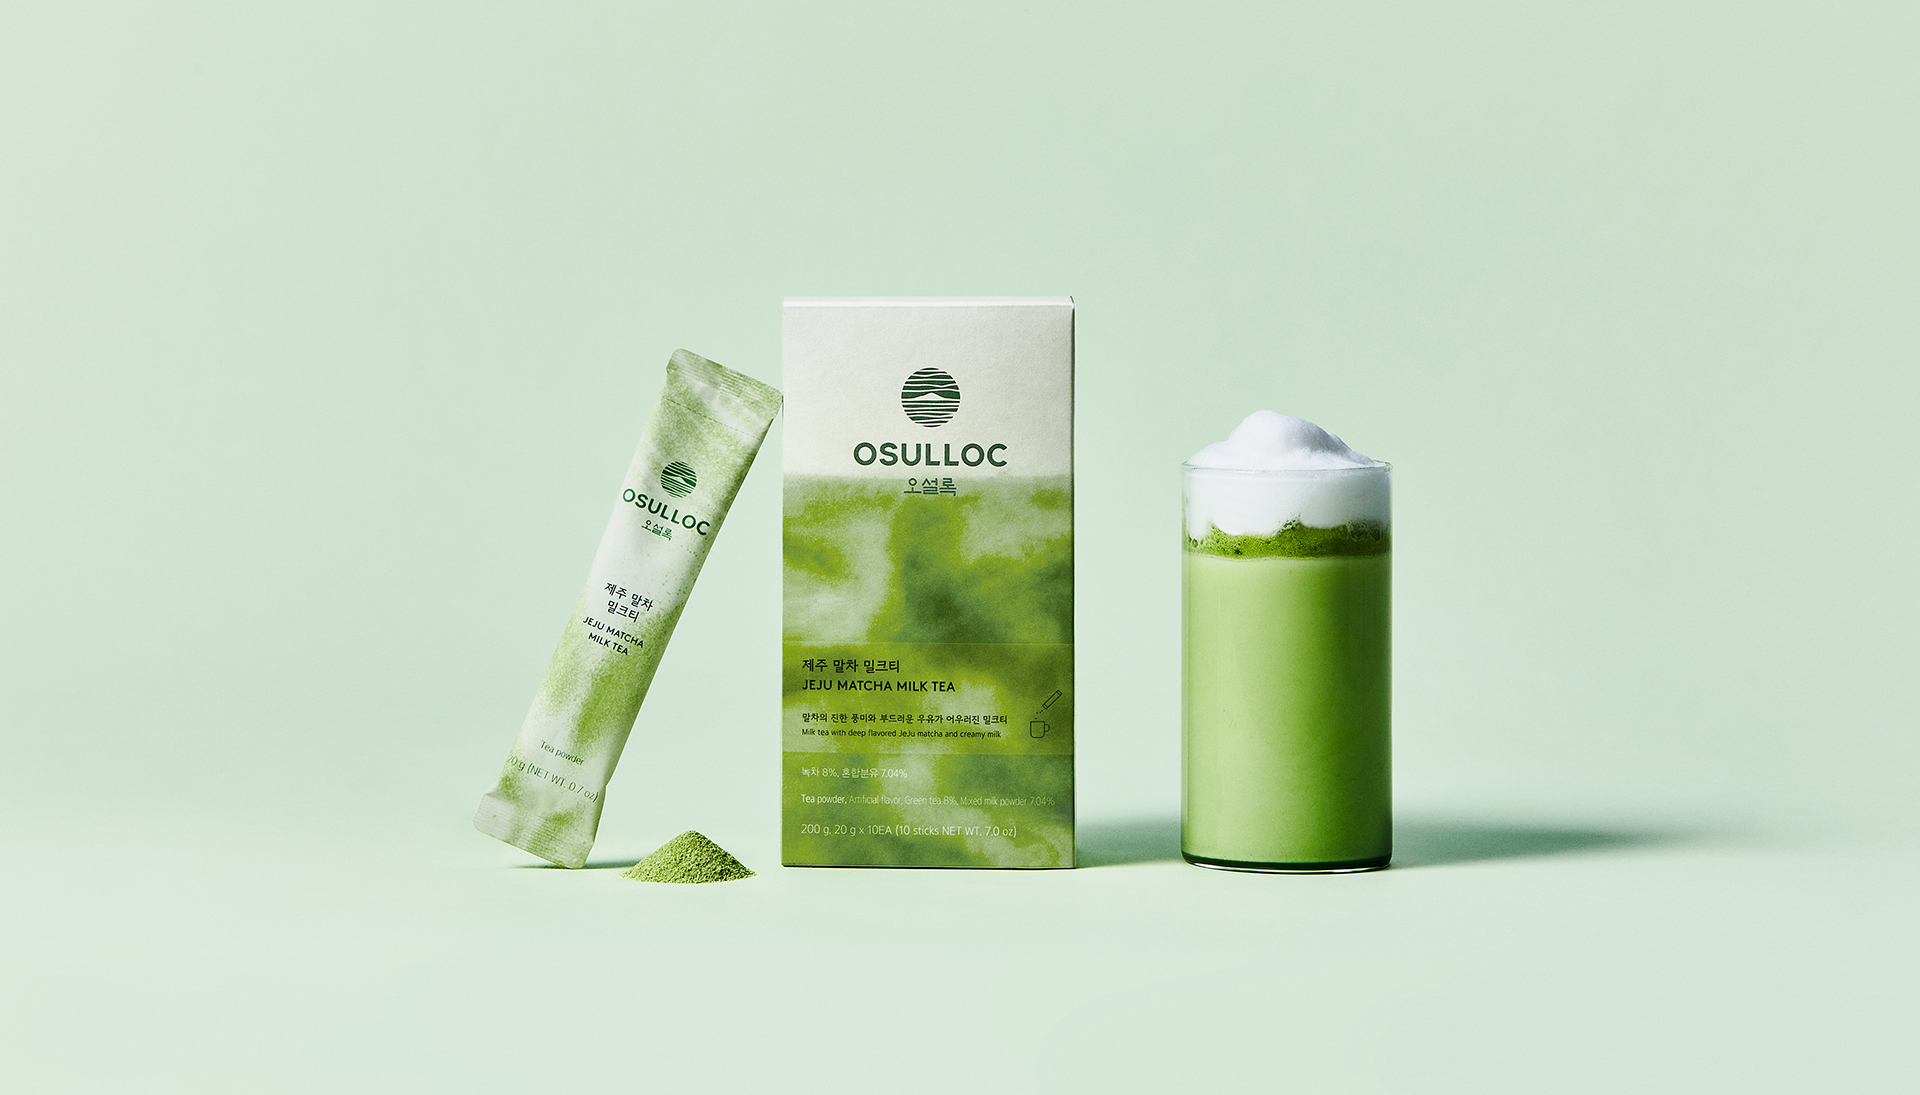 OSULLOC
오설록
제주 말차
밀크티
JEJU MATCHA
MILK TEA
Tea powder
20 g (NET WT. 0.7 oz)
OSULLOC
오설록
제주 말차 밀크티
JEJU MATCHA MILK TEA
말차의 진한 풍미와 부드러운 우유가 어우러진 밀크티
Milk tea with deep flavored JeJu matcha and creamy milk
녹차 8%, 혼합분유 7.04%
Tea powder, Artificial flavor, Green tea 8%, Mixed milk powder 7.04%
200 g, 20 g x 10EA (10 sticks NET WT. 7.0 oz)